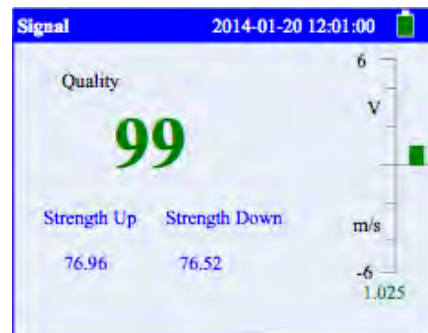 Signal 2014-01-20 12:01:00
6
Quality
V
99
Strength Up Strength Down
m/s
76.96 76.52
-6
1.025